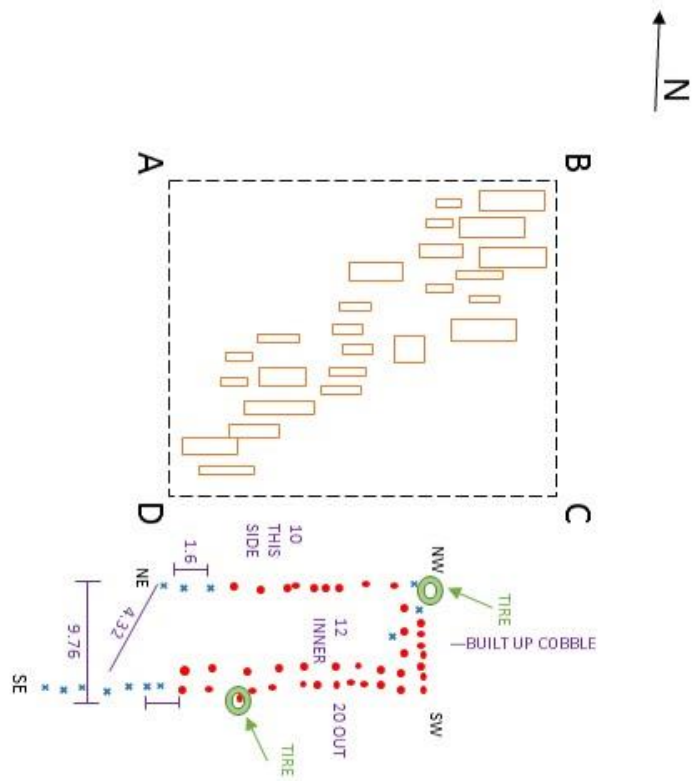 N
A
B
D
C
10
THIS
SIDE
1.6
NE
NW
TIRE
4.32
12
INNER
BUILT UP COBBLE
9.76
SE
20 OUT
SW
TIRE